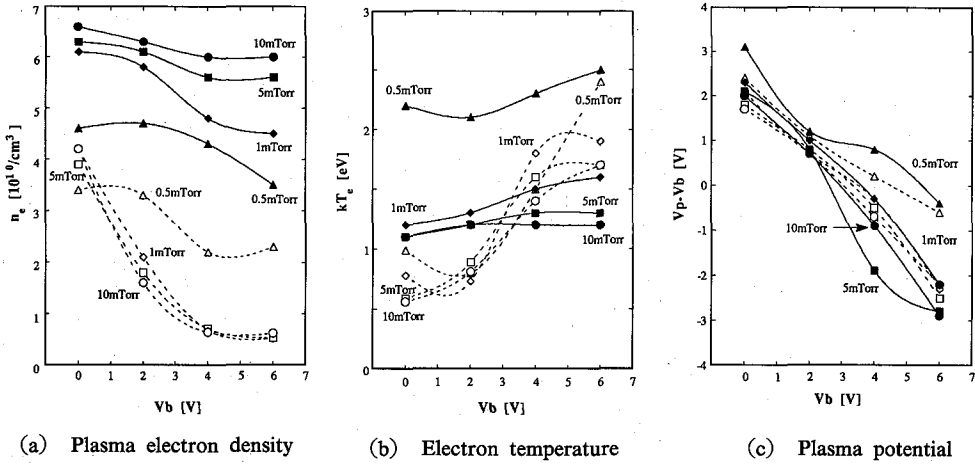 7
6
5
4
3
2
1
0
n_e [10^10/cm^3]
10mTorr
5mTorr
1mTorr
0.5mTorr
5mTorr
0.5mTorr
1mTorr
10mTorr
0 1 2 3 4 5 6 7
Vb [V]
(a) Plasma electron density
3
2
1
0
kT_e [eV]
0.5mTorr
0.5mTorr
1mTorr
1mTorr
5mTorr
10mTorr
5mTorr
10mTorr
0 1 2 3 4 5 6 7
Vb [V]
(b) Electron temperature
4
3
2
1
0
-1
-2
-3
-4
Vp-Vb [V]
0.5mTorr
10mTorr
1mTorr
5mTorr
0 1 2 3 4 5 6 7
Vb [V]
(c) Plasma potential